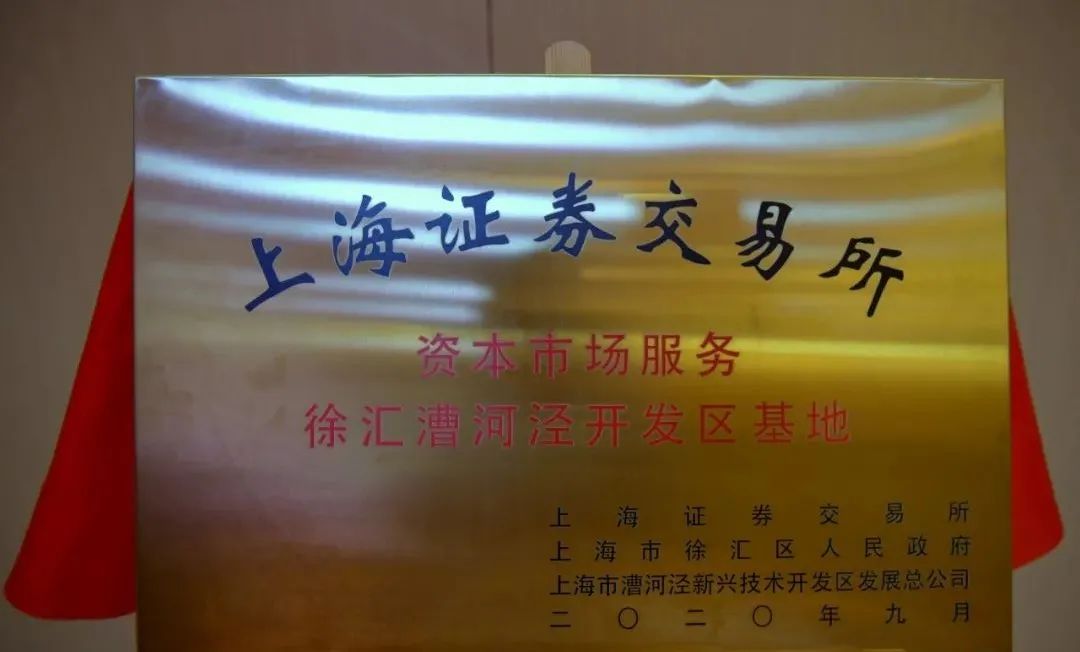 上海证券交易所
资本市场服务
徐汇漕河泾开发区基地
上海证券交易所
上海市徐汇区人民政府
上海市漕河泾新兴技术开发区发展总公司
二〇二〇年九月